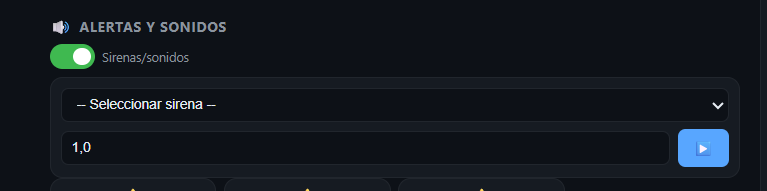 ALERTAS Y SONIDOS
Sirenas/sonidos
-- Seleccionar sirena --
1,0